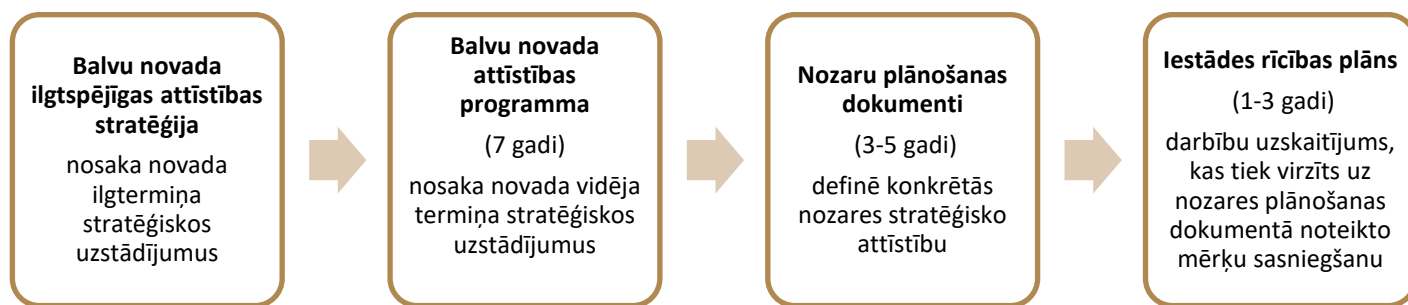 Balvu novada
ilgtspējīgas attīstības
stratēģija
nosaka novada
ilgtermiņa
stratēģiskos
uzstādījumus
Balvu novada
attīstības
programma
(7 gadi)
nosaka novada vidēja
termiņa stratēģiskos
uzstādījumus
Nozaru plānošanas
dokumenti
(3-5 gadi)
definē konkrētās
nozares stratēģisko
attīstību
Iestādes rīcības plāns
(1-3 gadi)
darbību uzskaitījums,
kas tiek virzīts uz
nozares plānošanas
dokumentā noteikto
mērķu sasniegšanu